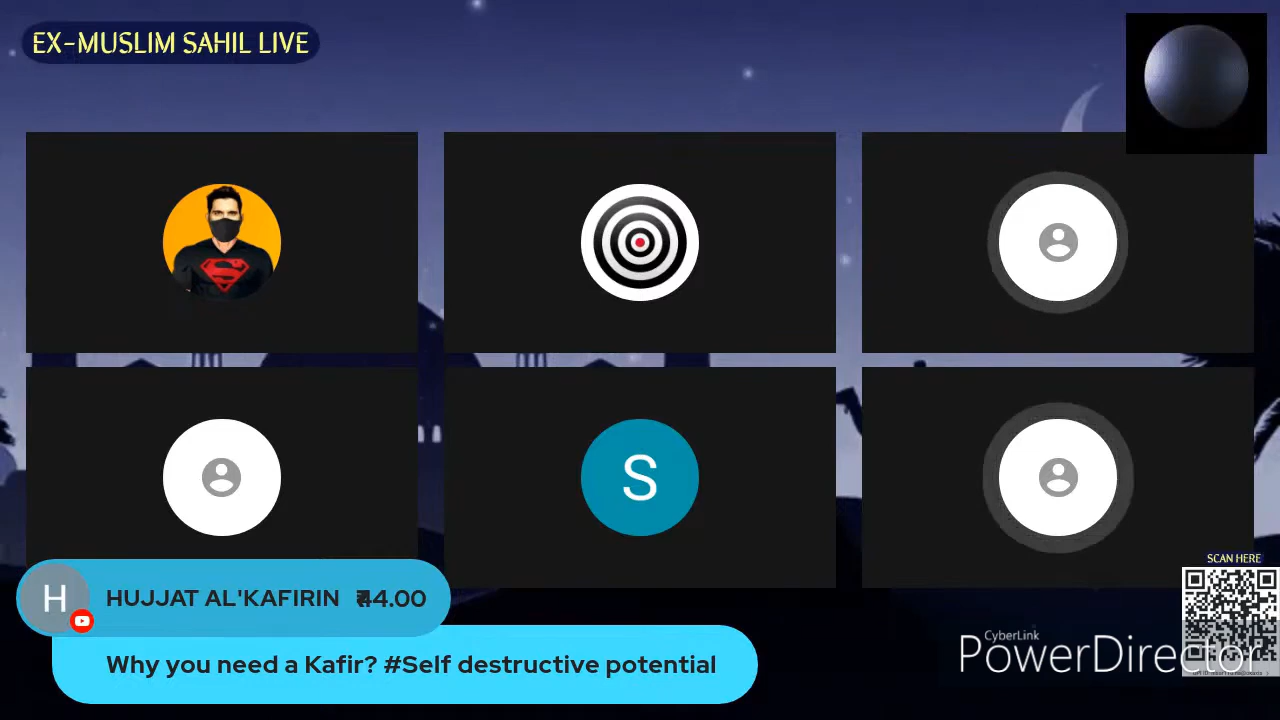 EX-MUSLIM SAHIL LIVE
S
SCAN HERE
H HUJJAT AL'KAFIRIN ₹44.00
Why you need a Kafir? #Self destructive potential
CyberLink
PowerDirector